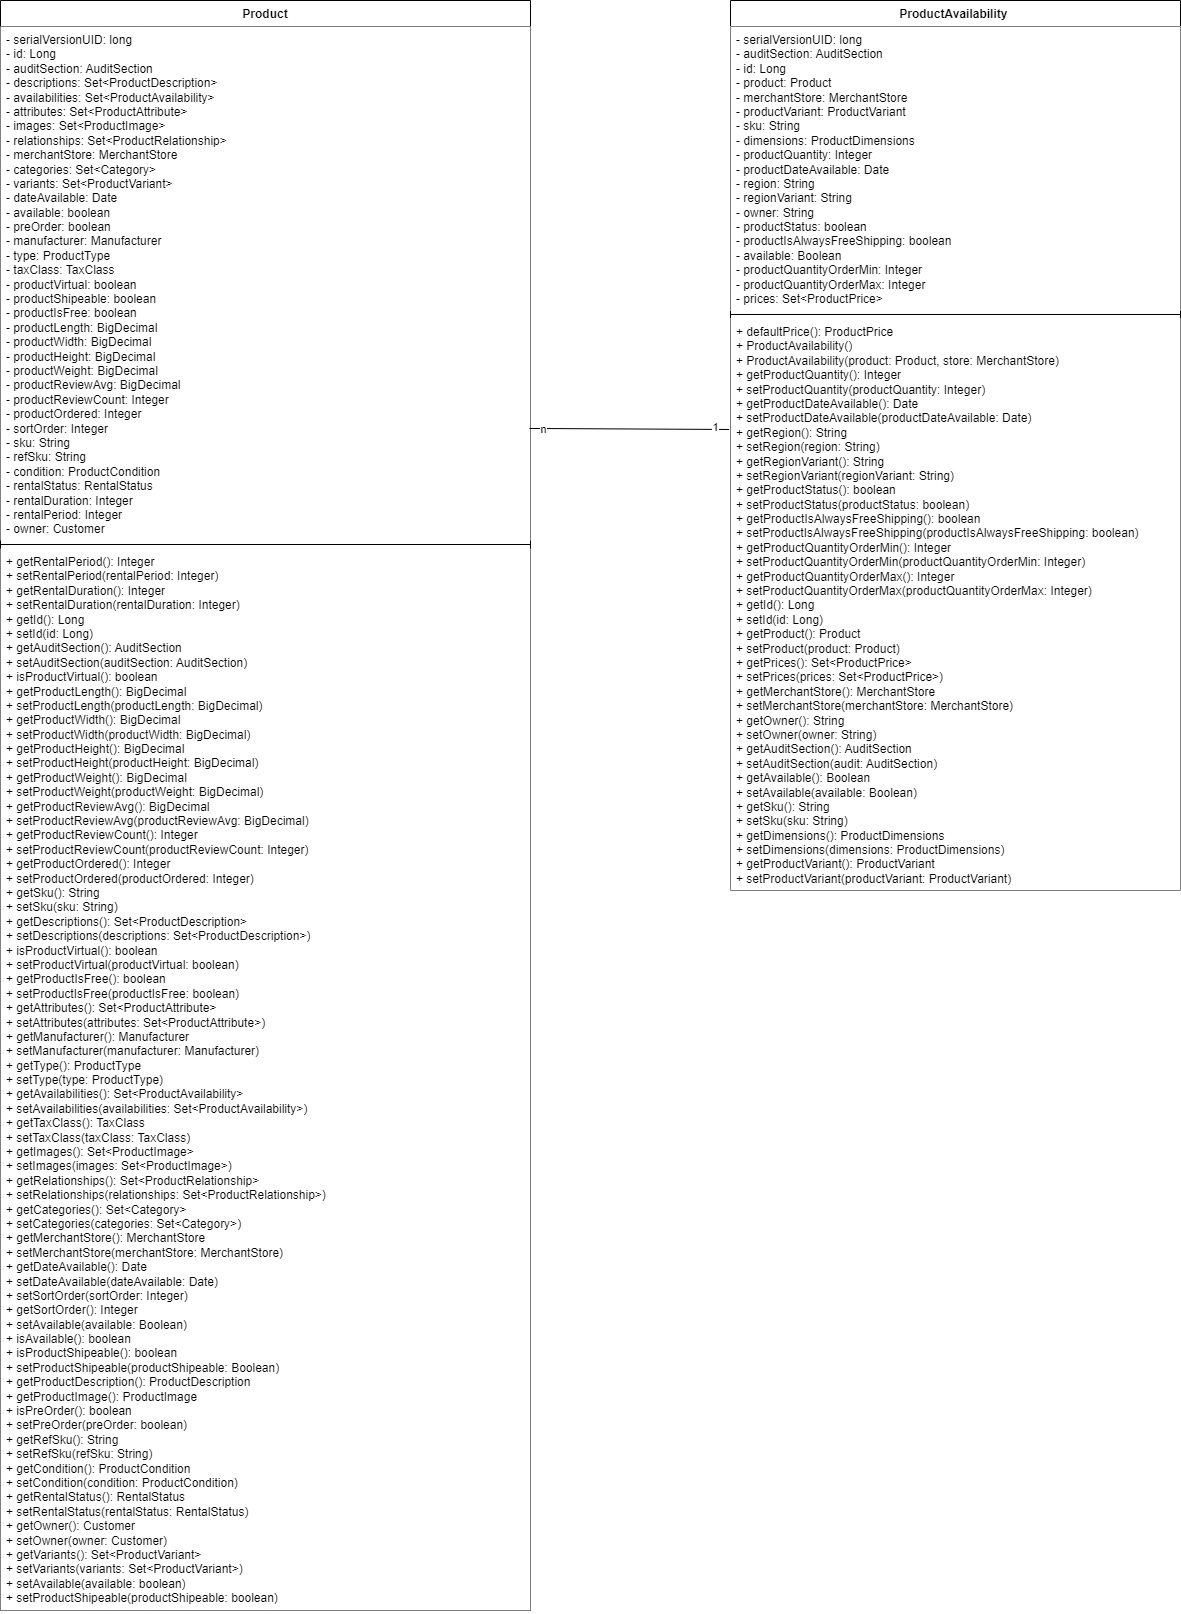 Product
- serialVersionUID: long
- id: Long
- auditSection: AuditSection
- descriptions: Set<ProductDescription>
- availabilities: Set<ProductAvailability>
- attributes: Set<ProductAttribute>
- images: Set<ProductImage>
- relationships: Set<ProductRelationship>
- merchantStore: MerchantStore
- categories: Set<Category>
- variants: Set<ProductVariant>
- dateAvailable: Date
- available: boolean
- preOrder: boolean
- manufacturer: Manufacturer
- type: ProductType
- taxClass: TaxClass
- productVirtual: boolean
- productShipeable: boolean
- productIsFree: boolean
- productLength: BigDecimal
- productWidth: BigDecimal
- productHeight: BigDecimal
- productWeight: BigDecimal
- productReviewAvg: BigDecimal
- productReviewCount: Integer
- productOrdered: Integer
- sortOrder: Integer
- sku: String
- refSku: String
- condition: ProductCondition
- rentalStatus: RentalStatus
- rentalDuration: Integer
- rentalPeriod: Integer
- owner: Customer
+ getRentalPeriod(): Integer
+ setRentalPeriod(rentalPeriod: Integer)
+ getRentalDuration(): Integer
+ setRentalDuration(rentalDuration: Integer)
+ getId(): Long
+ setId(id: Long)
+ getAuditSection(): AuditSection
+ setAuditSection(auditSection: AuditSection)
+ isProductVirtual(): boolean
+ getProductLength(): BigDecimal
+ setProductLength(productLength: BigDecimal)
+ getProductWidth(): BigDecimal
+ setProductWidth(productWidth: BigDecimal)
+ getProductHeight(): BigDecimal
+ setProductHeight(productHeight: BigDecimal)
+ getProductWeight(): BigDecimal
+ setProductWeight(productWeight: BigDecimal)
+ getProductReviewAvg(): BigDecimal
+ setProductReviewAvg(productReviewAvg: BigDecimal)
+ getProductReviewCount(): Integer
+ setProductReviewCount(productReviewCount: Integer)
+ getProductOrdered(): Integer
+ setProductOrdered(productOrdered: Integer)
+ getSku(): String
+ setSku(sku: String)
+ getDescriptions(): Set<ProductDescription>
+ setDescriptions(descriptions: Set<ProductDescription>)
+ isProductVirtual(): boolean
+ setProductVirtual(productVirtual: boolean)
+ getProductIsFree(): boolean
+ setProductIsFree(productIsFree: boolean)
+ getAttributes(): Set<ProductAttribute>
+ setAttributes(attributes: Set<ProductAttribute>)
+ getManufacturer(): Manufacturer
+ setManufacturer(manufacturer: Manufacturer)
+ getType(): ProductType
+ setType(type: ProductType)
+ getAvailabilities(): Set<ProductAvailability>
+ setAvailabilities(availabilities: Set<ProductAvailability>)
+ getTaxClass(): TaxClass
+ setTaxClass(taxClass: TaxClass)
+ getImages(): Set<ProductImage>
+ setImages(images: Set<ProductImage>)
+ getRelationships(): Set<ProductRelationship>
+ setRelationships(relationships: Set<ProductRelationship>)
+ getCategories(): Set<Category>
+ setCategories(categories: Set<Category>)
+ getMerchantStore(): MerchantStore
+ setMerchantStore(merchantStore: MerchantStore)
+ getDateAvailable(): Date
+ setDateAvailable(dateAvailable: Date)
+ setSortOrder(sortOrder: Integer)
+ getSortOrder(): Integer
+ setAvailable(available: Boolean)
+ isAvailable(): boolean
+ isProductShipeable(): boolean
+ setProductShipeable(productShipeable: Boolean)
+ getProductDescription(): ProductDescription
+ getProductImage(): ProductImage
+ isPreOrder(): boolean
+ setPreOrder(preOrder: boolean)
+ getRefSku(): String
+ setRefSku(refSku: String)
+ getCondition(): ProductCondition
+ setCondition(condition: ProductCondition)
+ getRentalStatus(): RentalStatus
+ setRentalStatus(rentalStatus: RentalStatus)
+ getOwner(): Customer
+ setOwner(owner: Customer)
+ getVariants(): Set<ProductVariant>
+ setVariants(variants: Set<ProductVariant>)
+ setAvailable(available: boolean)
+ setProductShipeable(productShipeable: boolean)
n
1
ProductAvailability
- serialVersionUID: long
- auditSection: AuditSection
- id: Long
- product: Product
- merchantStore: MerchantStore
- productVariant: ProductVariant
- sku: String
- dimensions: ProductDimensions
- productQuantity: Integer
- productDateAvailable: Date
- region: String
- regionVariant: String
- owner: String
- productStatus: boolean
- productIsAlwaysFreeShipping: boolean
- available: Boolean
- productQuantityOrderMin: Integer
- productQuantityOrderMax: Integer
- prices: Set<ProductPrice>
+ defaultPrice(): ProductPrice
+ ProductAvailability()
+ ProductAvailability(product: Product, store: MerchantStore)
+ getProductQuantity(): Integer
+ setProductQuantity(productQuantity: Integer)
+ getProductDateAvailable(): Date
+ setProductDateAvailable(productDateAvailable: Date)
+ getRegion(): String
+ setRegion(region: String)
+ getRegionVariant(): String
+ setRegionVariant(regionVariant: String)
+ getProductStatus(): boolean
+ setProductStatus(productStatus: boolean)
+ getProductIsAlwaysFreeShipping(): boolean
+ setProductIsAlwaysFreeShipping(productIsAlwaysFreeShipping: boolean)
+ getProductQuantityOrderMin(): Integer
+ setProductQuantityOrderMin(productQuantityOrderMin: Integer)
+ getProductQuantityOrderMax(): Integer
+ setProductQuantityOrderMax(productQuantityOrderMax: Integer)
+ getId(): Long
+ setId(id: Long)
+ getProduct(): Product
+ setProduct(product: Product)
+ getPrices(): Set<ProductPrice>
+ setPrices(prices: Set<ProductPrice>)
+ getMerchantStore(): MerchantStore
+ setMerchantStore(merchantStore: MerchantStore)
+ getOwner(): String
+ setOwner(owner: String)
+ getAuditSection(): AuditSection
+ setAuditSection(audit: AuditSection)
+ getAvailable(): Boolean
+ setAvailable(available: Boolean)
+ getSku(): String
+ setSku(sku: String)
+ getDimensions(): ProductDimensions
+ setDimensions(dimensions: ProductDimensions)
+ getProductVariant(): ProductVariant
+ setProductVariant(productVariant: ProductVariant)